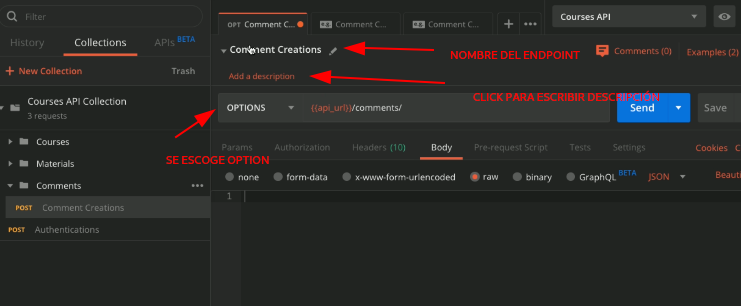 Filter
History
Collections
APIs BETA
+ New Collection
Trash
Courses API Collection
3 requests
Courses
Materials
Comments
POST Comment Creations
POST Authentications
OPT Comment C...
Comment C...
Comment C...
Courses API
Comment Creations
NOMBRE DEL ENDPOINT
Comments (0)
Examples (2)
Add a description
CLICK PARA ESCRIBIR DESCRIPCIÓN
OPTIONS
{{api_url}}/comments/
Send
Save
SE ESCOGE OPTION
Params
Authorization
Headers (10)
Body
Pre-request Script
Tests
Settings
Cookies
C
none
form-data
x-www-form-urlencoded
raw
binary
GraphQL BETA
JSON
Beauti
1